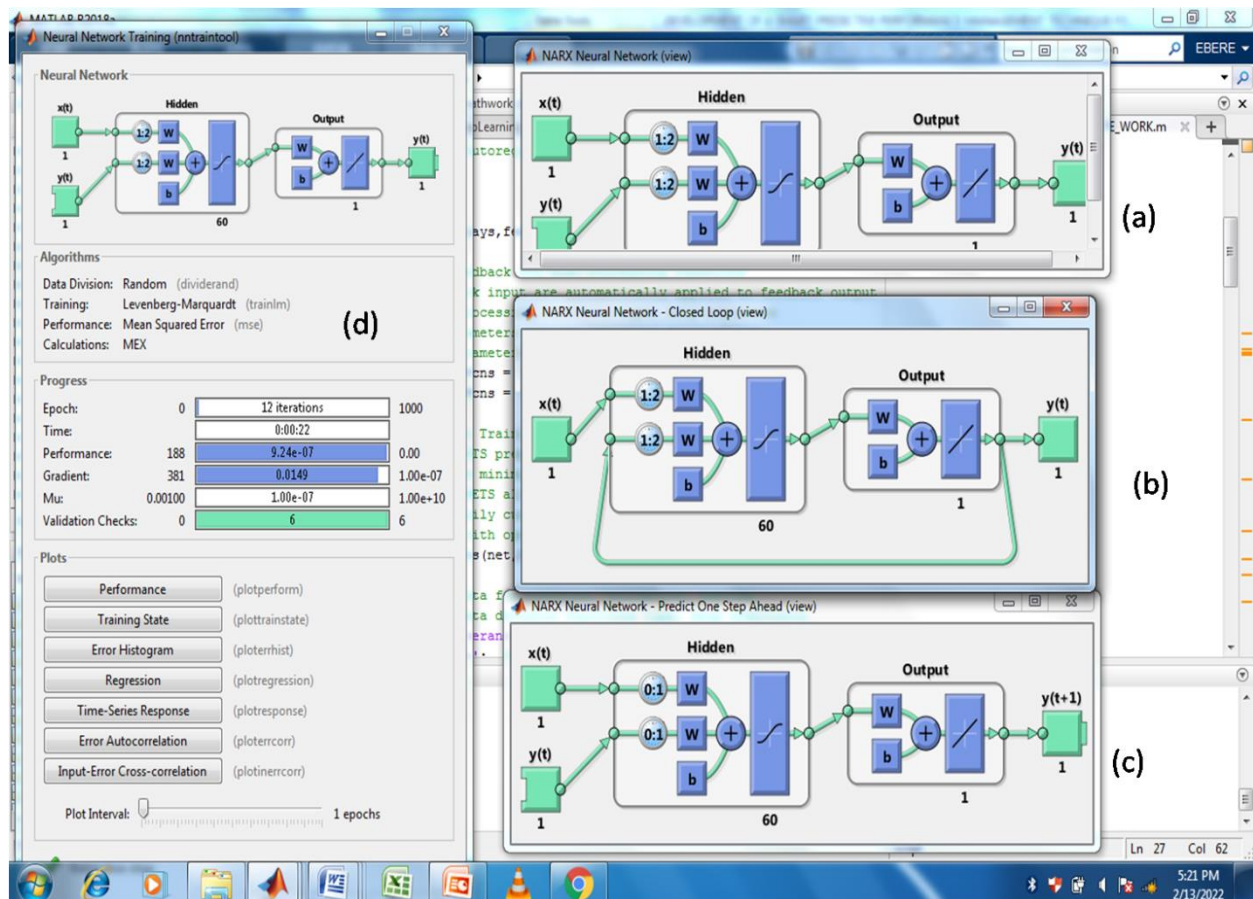 MATLAB R2018a
Neural Network Training (nntraintool)
Neural Network
x(t)
Hidden
1:2
W
Output
W
y(t)
1
1:2
W
y(t)
b
b
1
1
60
1
Algorithms
Data Division: Random (dividerand)
Training: Levenberg-Marquardt (trainlm)
Performance: Mean Squared Error (mse)
Calculations: MEX
(d)
Progress
Epoch: 0 12 iterations 1000
Time: 0:00:22
Performance: 188 9.24e-07 0.00
Gradient: 381 0.0149 1.00e-07
Mu: 0.00100 1.00e-07 1.00e+10
Validation Checks: 0 6 6
Plots
Performance (plotperform)
Training State (plottrainstate)
Error Histogram (ploterrhist)
Regression (plotregression)
Time-Series Response (plotresponse)
Error Autocorrelation (ploterrcorr)
Input-Error Cross-correlation (plotinerrcorr)
Plot Interval: 1 epochs
EBERE
E_WORK.m
NARX Neural Network (view)
x(t)
Hidden
Output
1:2
W
W
y(t)
1
1:2
W
y(t)
b
b
1
1
(a)
k input are automatically applied to feedback output
NARX Neural Network - Closed Loop (view)
Hidden
Output
x(t)
1:2
W
W
y(t)
1:2
W
1
b
b
1
60
1
(b)
NARX Neural Network - Predict One Step Ahead (view)
x(t)
Hidden
Output
0:1
W
W
y(t+1)
1
0:1
W
y(t)
b
b
1
1
60
1
(c)
Ln 27 Col 62
5:21 PM
2/13/2022